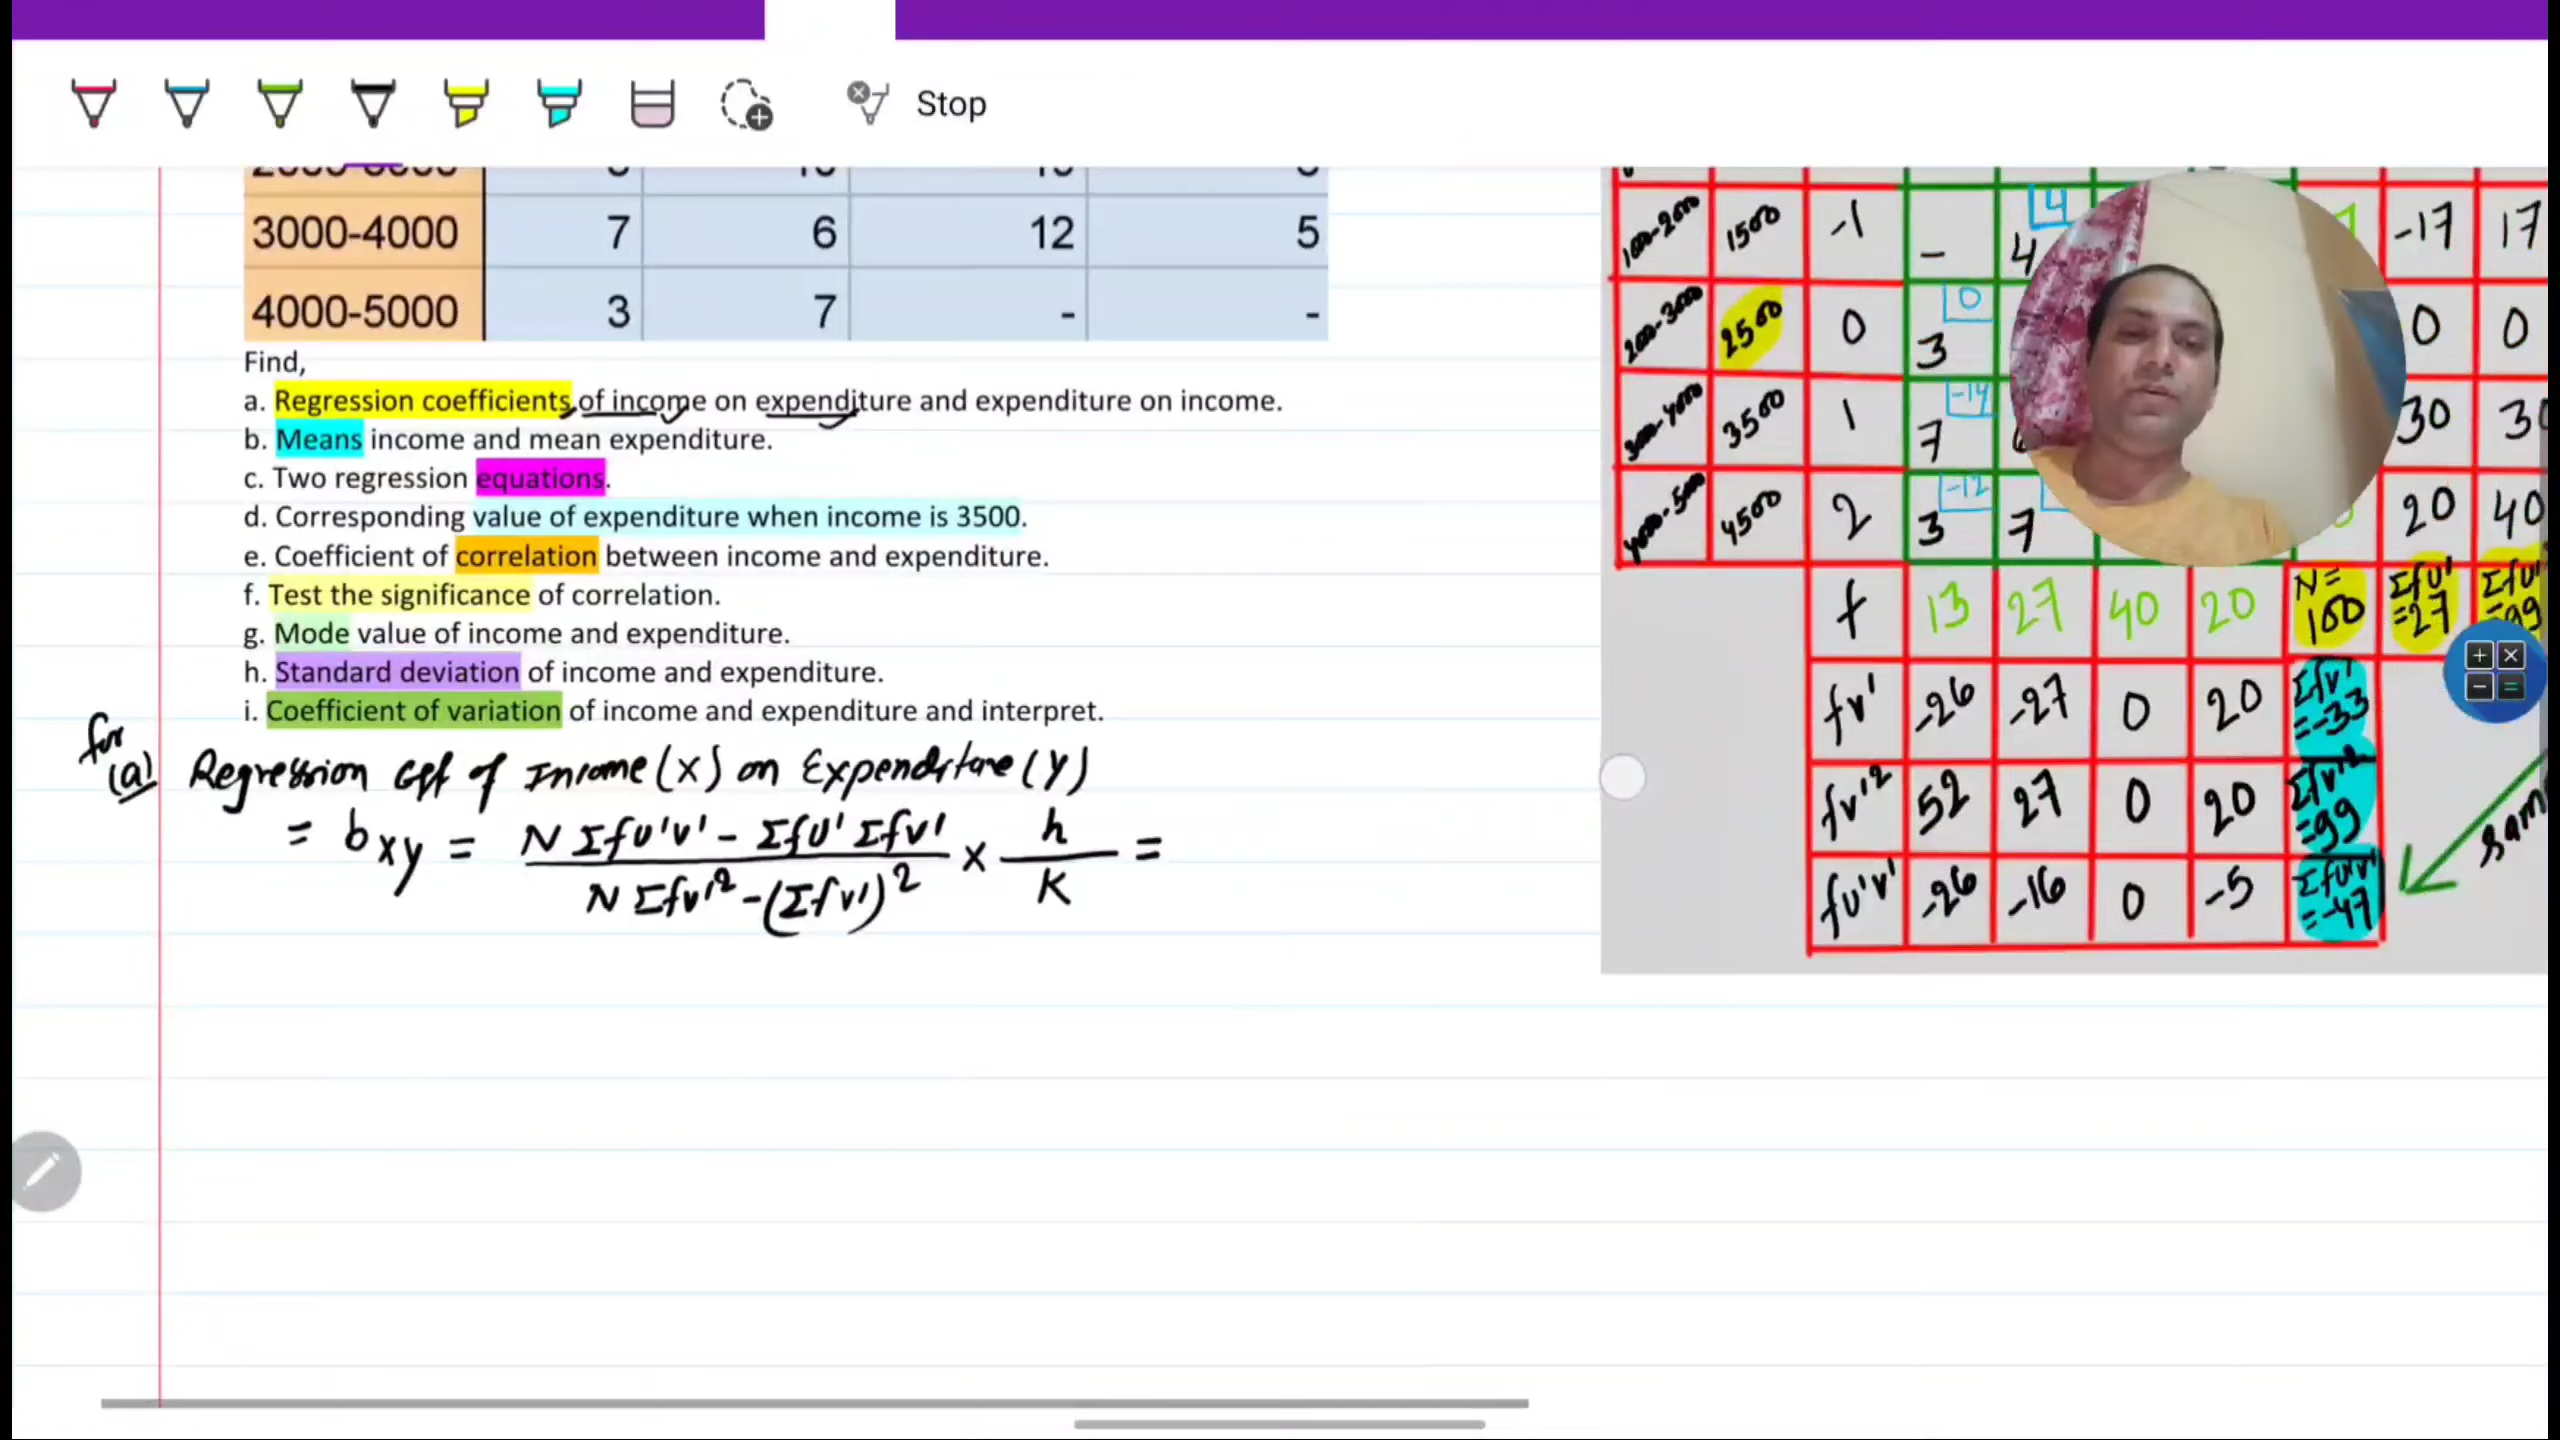 Stop
3000-4000 7 6 12 5
4000-5000 3 7 - -
Find,
a. Regression coefficients of income on expenditure and expenditure on income.
b. Means income and mean expenditure.
c. Two regression equations.
d. Corresponding value of expenditure when income is 3500.
e. Coefficient of correlation between income and expenditure.
f. Test the significance of correlation.
g. Mode value of income and expenditure.
h. Standard deviation of income and expenditure.
i. Coefficient of variation of income and expenditure and interpret.
for
(a) Regression Coff of Income (X) on Expenditure (Y)
= bxy = N Σfu'v' - Σfu' Σfv' × h =
N Σfv'² - (Σfv')² K
1500 -1 - 4 4 -17 17
2500 0 3 0 0 0
3500 1 7 -14 30
4500 2 3 -12 7 20 40
f 13 27 40 20 N= 100 Σfu' =27
fv' -26 -27 0 20 Σfv' =-33
fv'² 52 27 0 20 Σfv'² =99
fu'v' -26 -16 0 -5 Σfu'v' =-47